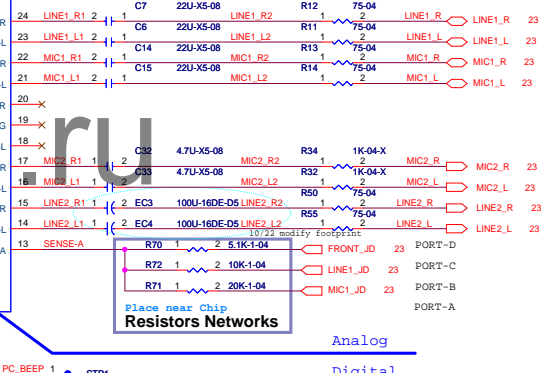 C7 22U-X5-08 R12 75-04
24 LINE1_R1 2 1 LINE1_R2 1 2 LINE1_R LINE1_R 23
C6 22U-X5-08 R11 75-04
23 LINE1_L1 2 1 LINE1_L2 1 2 LINE1_L LINE1_L 23
C14 22U-X5-08 R13 75-04
22 MIC1_R1 2 1 MIC1_R2 1 2 MIC1_R MIC1_R 23
C15 22U-X5-08 R14 75-04
21 MIC1_L1 2 1 MIC1_L2 1 2 MIC1_L MIC1_L 23
20
19
18
.ru
C32 4.7U-X5-08 R34 1K-04-X
17 MIC2_R1 1 2 MIC2_R2 1 2 MIC2_R MIC2_R 23
C33 4.7U-X5-08 R32 1K-04-X
16 MIC2_L1 1 2 MIC2_L2 1 2 MIC2_L MIC2_L 23
R50 75-04
15 LINE2_R1 1 2 EC3 100U-16DE-D5 LINE2_R2 1 2 LINE2_R LINE2_R 23
R55 75-04
14 LINE2_L1 1 2 EC4 100U-16DE-D5 LINE2_L2 1 2 LINE2_L LINE2_L 23
10/22 modify footprint
13 SENSE-A R70 1 2 5.1K-1-04 FRONT_JD 23 PORT-D
R72 1 2 10K-1-04 LINE1_JD 23 PORT-C
R71 1 2 20K-1-04 MIC1_JD 23 PORT-B
Place near Chip PORT-A
Resistors Networks
Analog
Digital
PC_BEEP 1